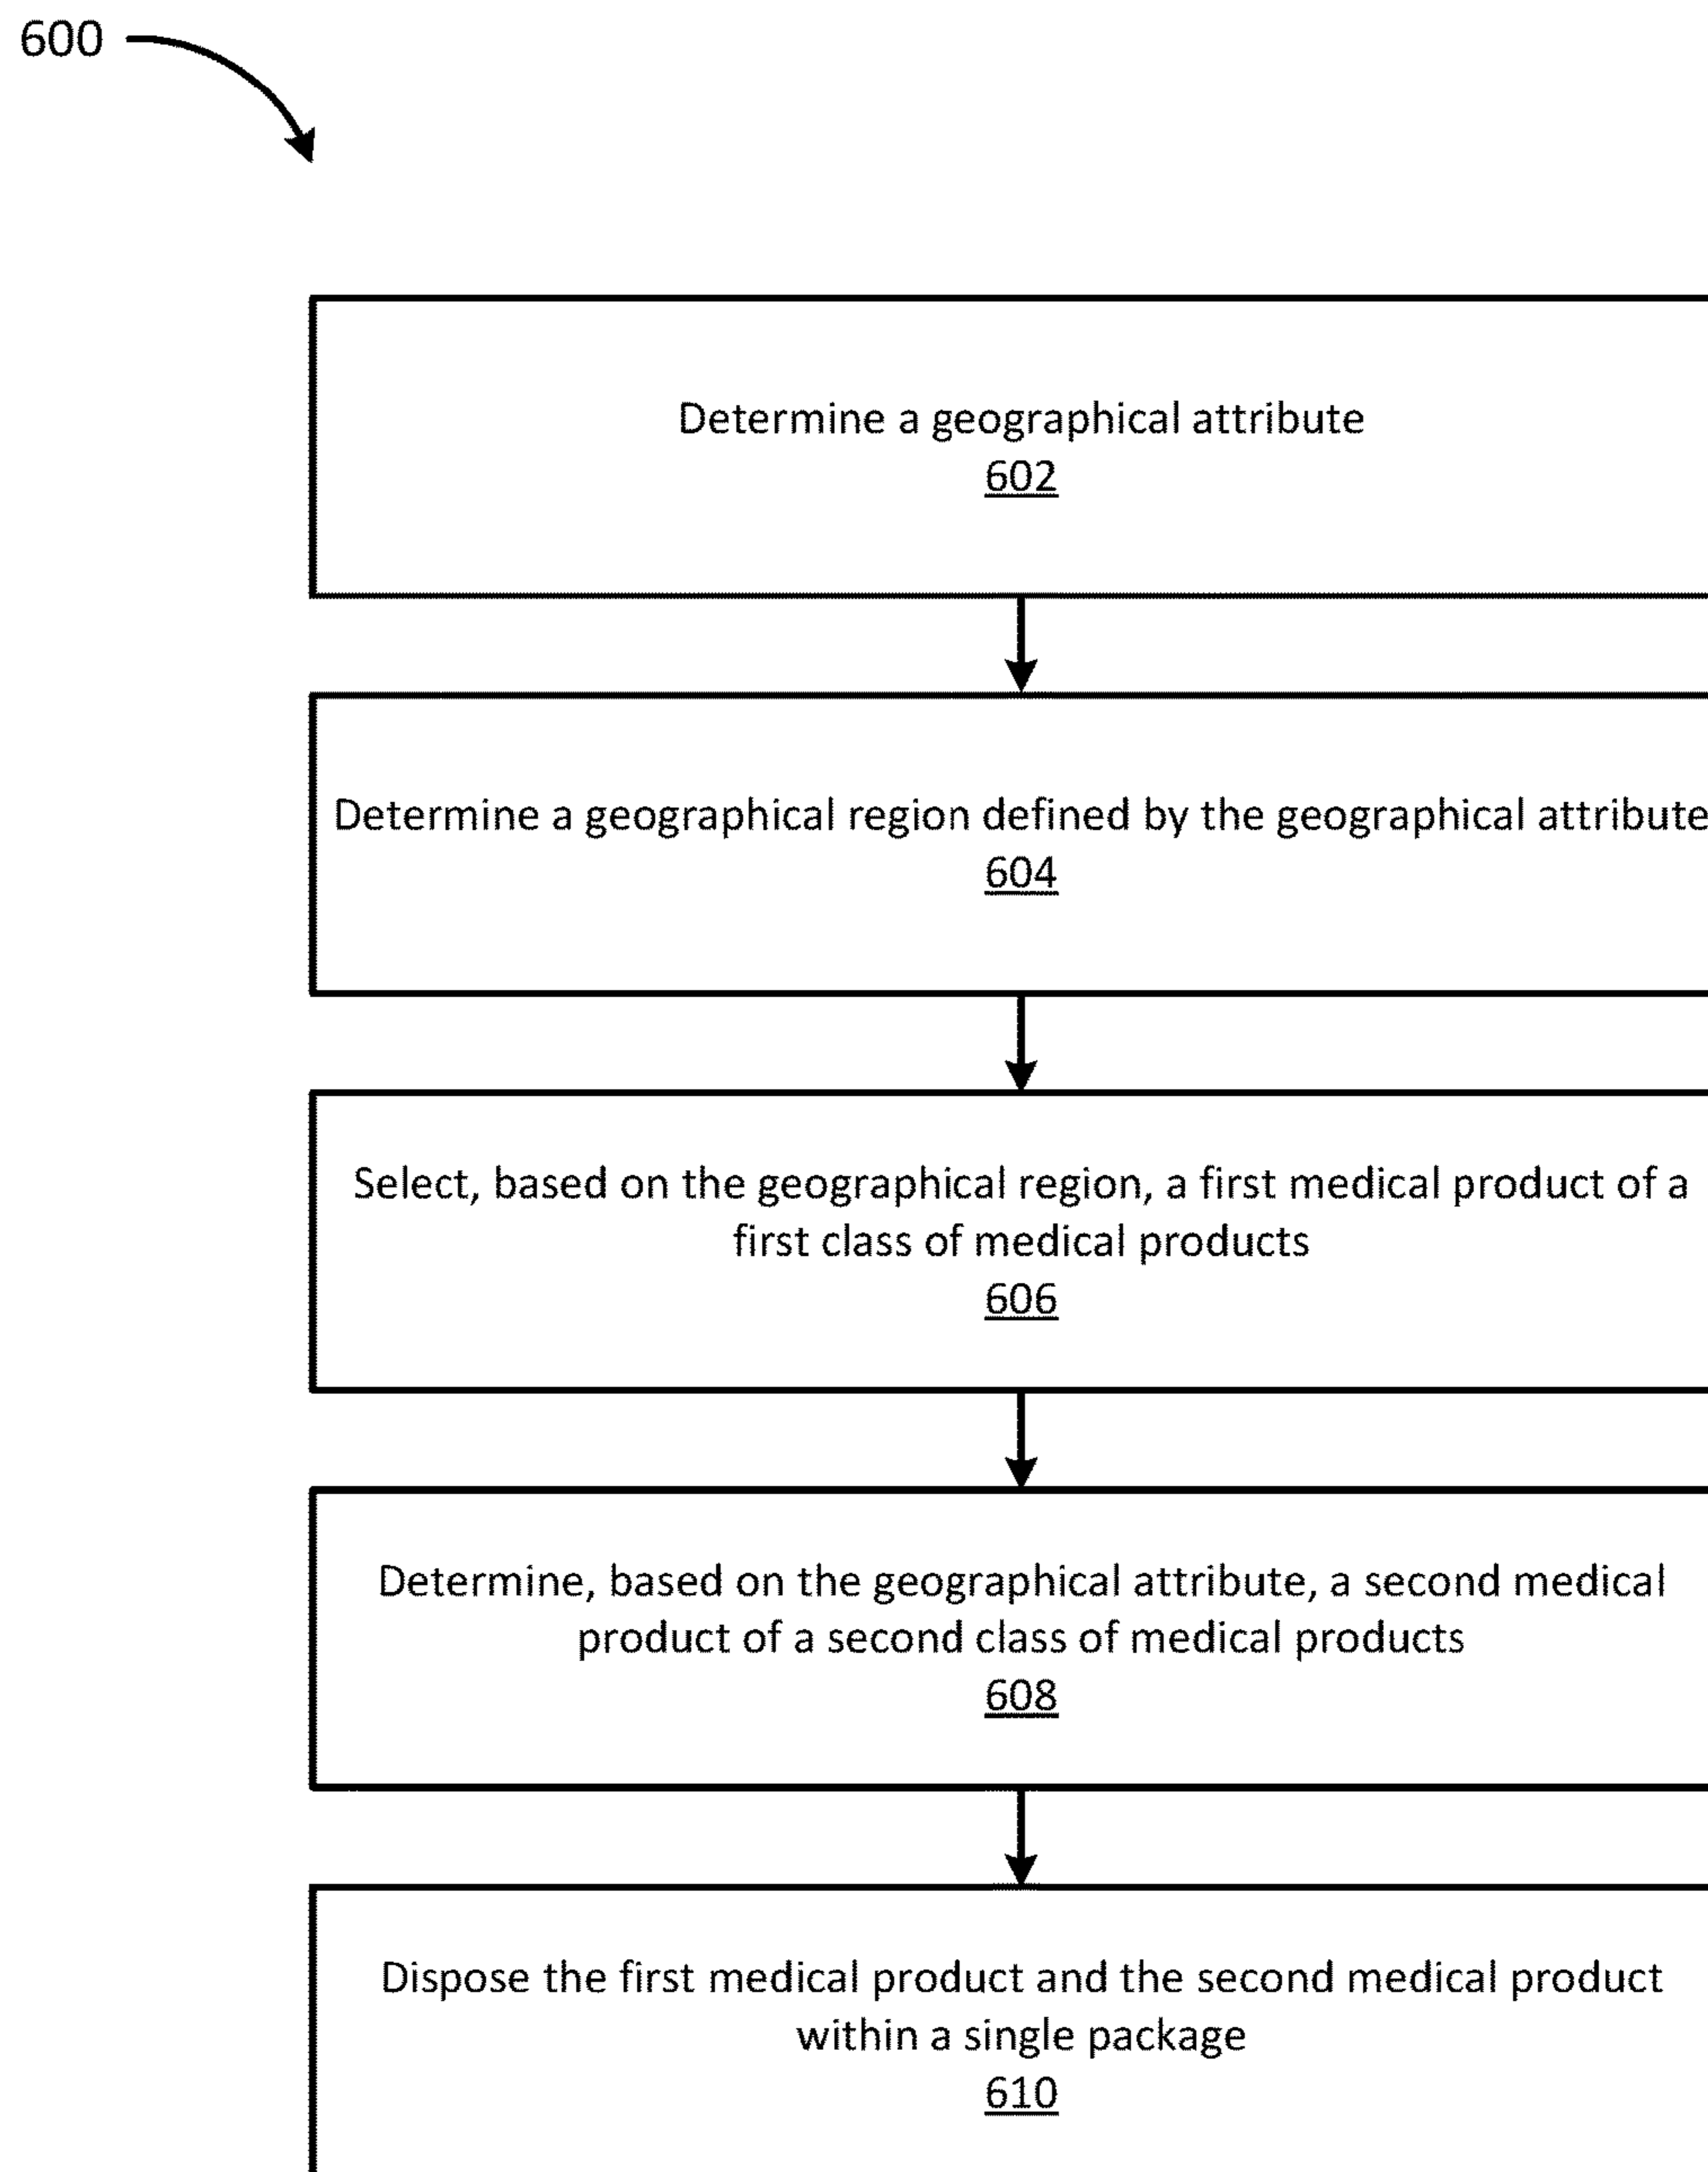 600
Determine a geographical attribute
602
Determine a geographical region defined by the geographical attribute
604
Select, based on the geographical region, a first medical product of a
first class of medical products
606
Determine, based on the geographical attribute, a second medical
product of a second class of medical products
608
Dispose the first medical product and the second medical product
within a single package
610